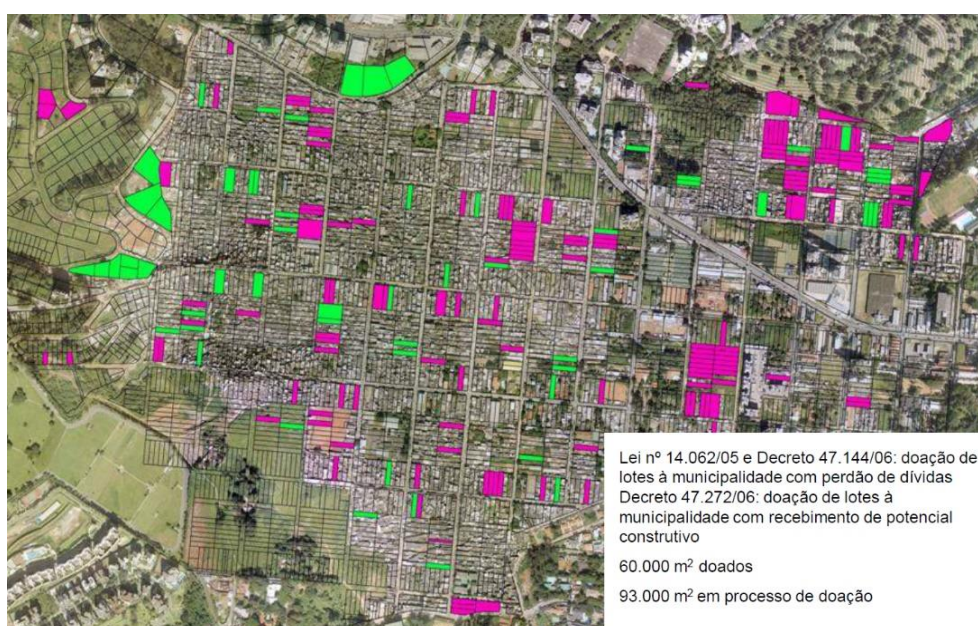 Lei nº 14.062/05 e Decreto 47.144/06: doação de
lotes à municipalidade com perdão de dívidas
Decreto 47.272/06: doação de lotes à
municipalidade com recebimento de potencial
construtivo
60.000 m² doados
93.000 m² em processo de doação